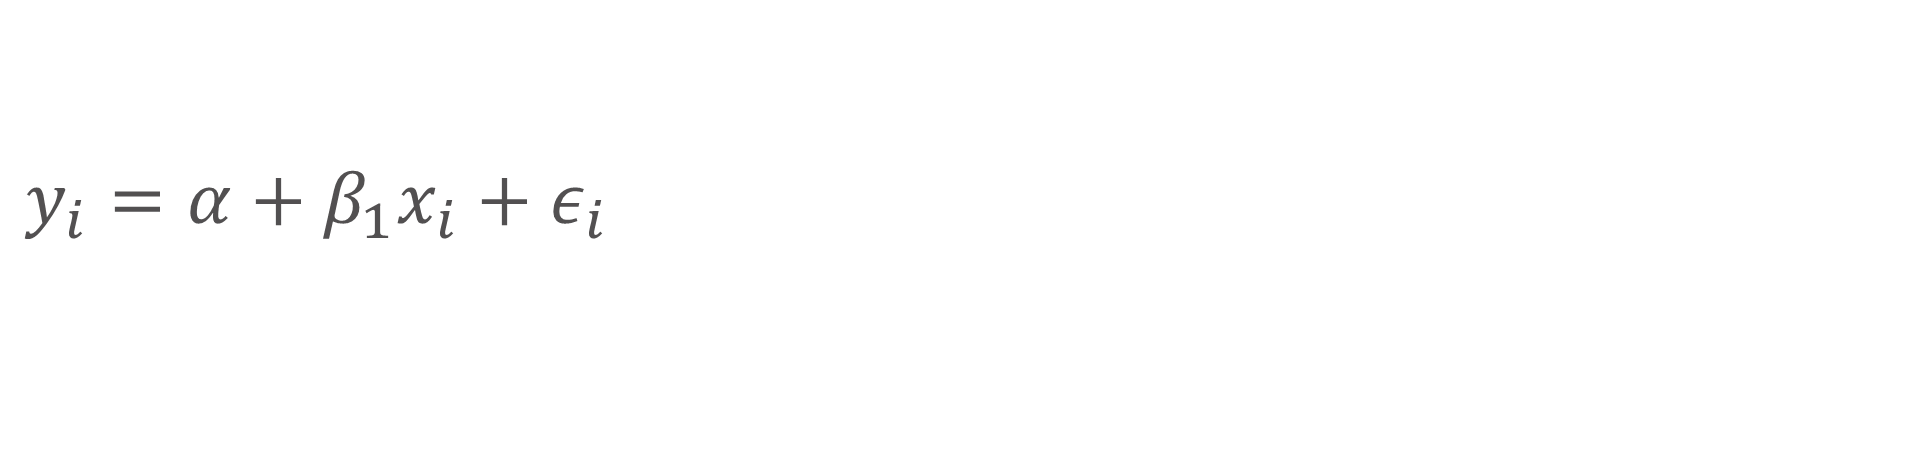 yᵢ = α + β₁xᵢ + ϵᵢ